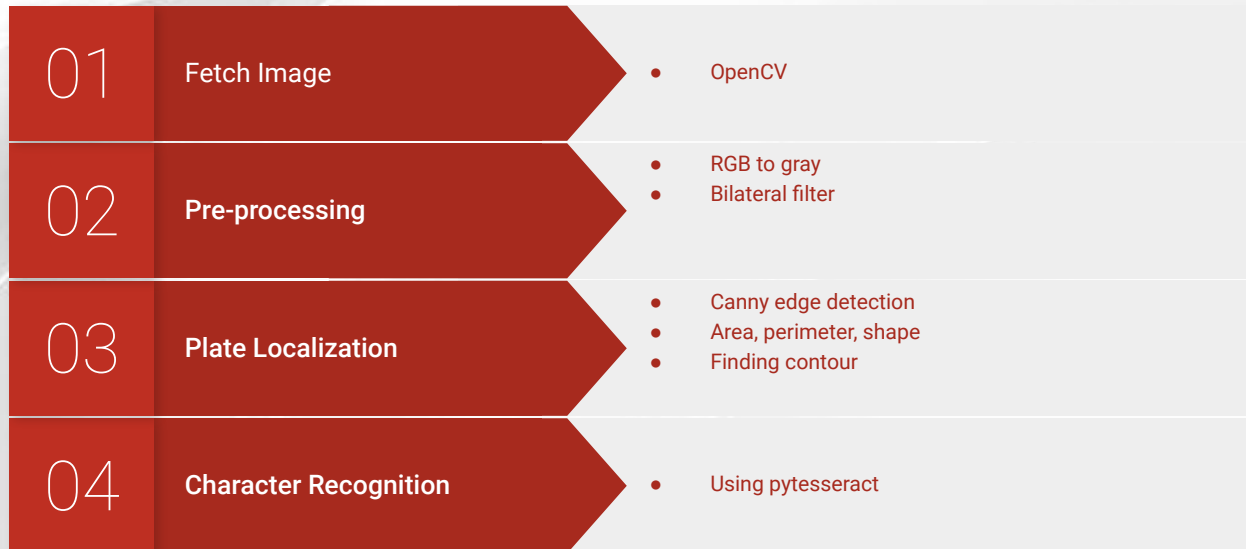 01
Fetch Image
● OpenCV
02
Pre-processing
● RGB to gray
● Bilateral filter
03
Plate Localization
● Canny edge detection
● Area, perimeter, shape
● Finding contour
04
Character Recognition
● Using pytesseract